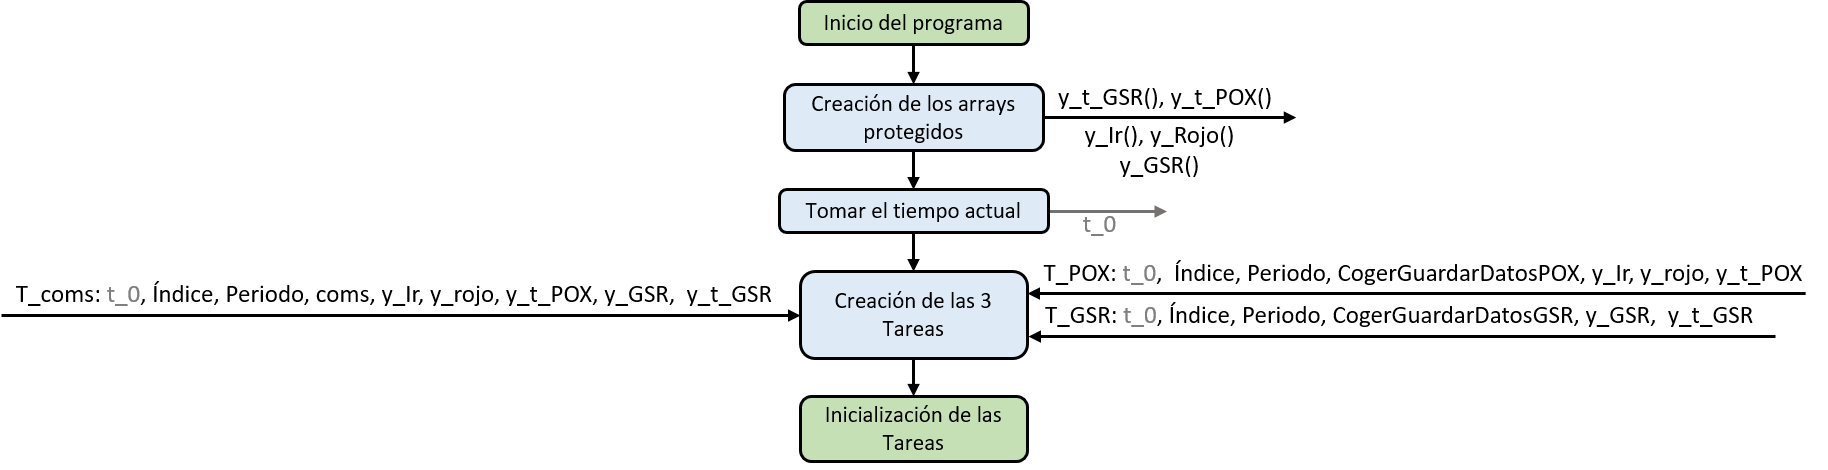 Inicio del programa
Creación de los arrays
protegidos
y_t_GSR(), y_t_POX()
y_Ir(), y_Rojo()
y_GSR()
Tomar el tiempo actual
t_0
T_coms: t_0, Índice, Periodo, coms, y_Ir, y_rojo, y_t_POX, y_GSR, y_t_GSR
Creación de las 3
Tareas
T_POX: t_0, Índice, Periodo, CogerGuardarDatosPOX, y_Ir, y_rojo, y_t_POX
T_GSR: t_0, Índice, Periodo, CogerGuardarDatosGSR, y_GSR, y_t_GSR
Inicialización de las
Tareas